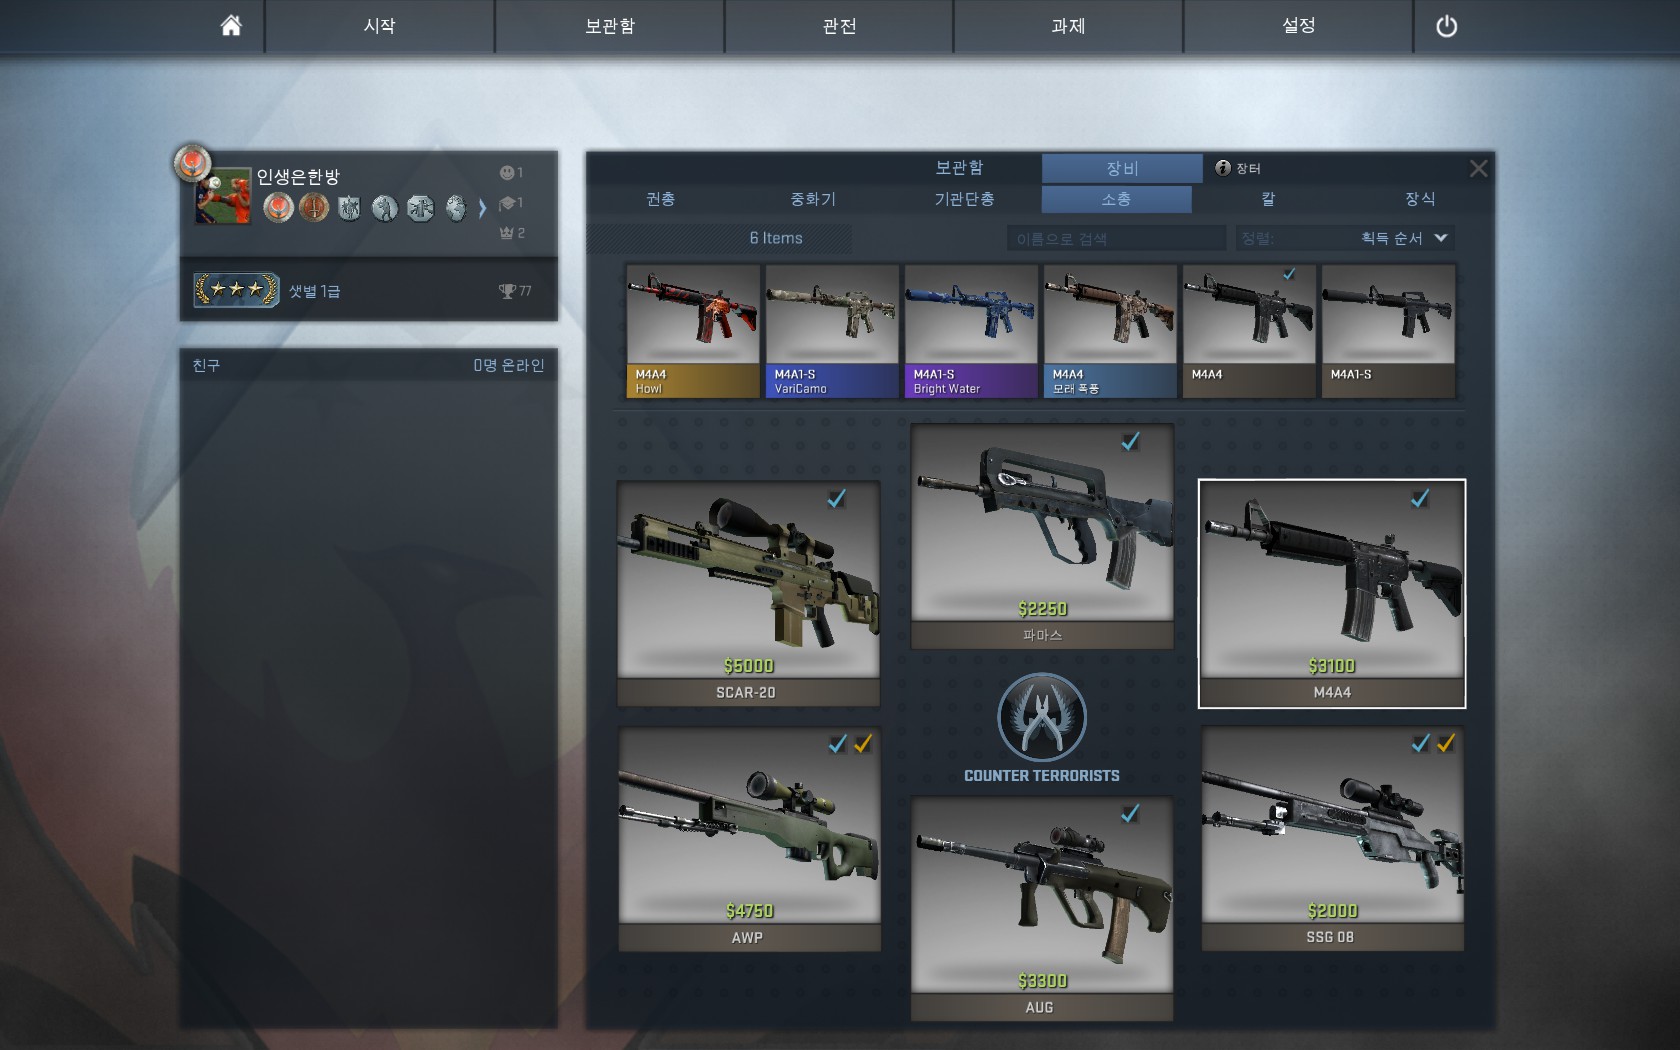 시작
보관함
관전
과제
설정
인생은한방
1
1
2
샛별 1급
77
친구
0명 온라인
보관함
장비
장터
권총
중화기
기관단총
소총
칼
장식
6 Items
이름으로 검색
정렬:
획득 순서
M4A4
Howl
M4A1-S
VariCamo
M4A1-S
Bright Water
M4A4
모래 폭풍
M4A4
M4A1-S
$5000
SCAR-20
$2250
파마스
$3100
M4A4
COUNTER TERRORISTS
$4750
AWP
$3300
AUG
$2000
SSG 08